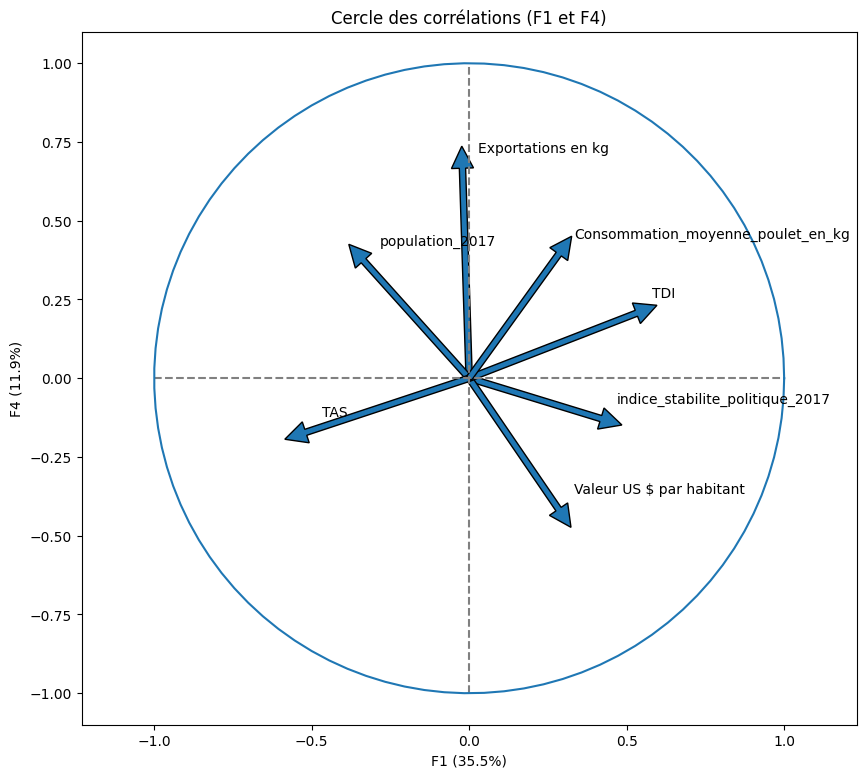 Cercle des corrélations (F1 et F4)
1.00
0.75
0.50
0.25
0.00
−0.25
−0.50
−0.75
−1.00
F4 (11.9%)
Exportations en kg
population_2017
Consommation_moyenne_poulet_en_kg
TDI
TAS
indice_stabilite_politique_2017
Valeur US $ par habitant
−1.0
−0.5
0.0
0.5
1.0
F1 (35.5%)